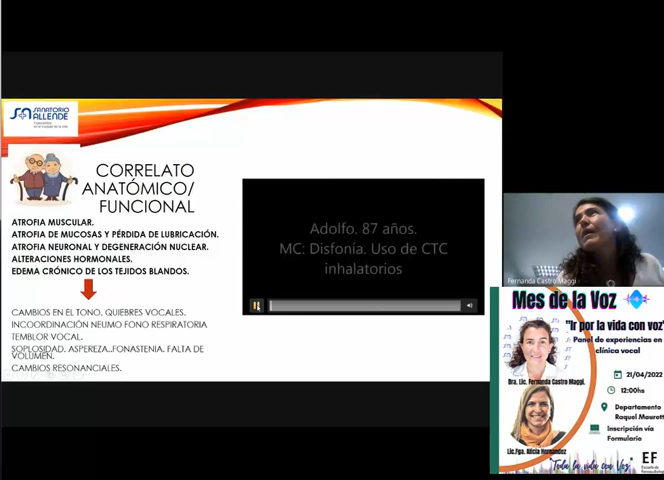 SANATORIO
ALLENDE
CORRELATO
ANATÓMICO/
FUNCIONAL
ATROFIA MUSCULAR.
ATROFIA DE MUCOSAS Y PÉRDIDA DE LUBRICACIÓN.
ATROFIA NEURONAL Y DEGENERACIÓN NUCLEAR.
ALTERACIONES HORMONALES.
EDEMA CRÓNICO DE LOS TEJIDOS BLANDOS.
CAMBIOS EN EL TONO. QUIEBRES VOCALES.
INCOORDINACIÓN NEUMO FONO RESPIRATORIA
TEMBLOR VOCAL.
SOPLOSIDAD. ASPEREZA..FONASTENIA. FALTA DE
VOLUMEN.
CAMBIOS RESONANCIALES.
Adolfo. 87 años.
MC: Disfonía. Uso de CTC
inhalatorios
Fernanda Castro Maggi
Mes de la Voz
"Ir por la vida con voz"
Panel de experiencias en
clínica vocal
Dra. Lic. Fernanda Castro Maggi.
21/04/2022
12:00hs
Departamento
Raquel Maurett
Inscripción vía
Formulario
Lic.Fga. Alicia Hernandez
"Toda la vida con Voz"
EF